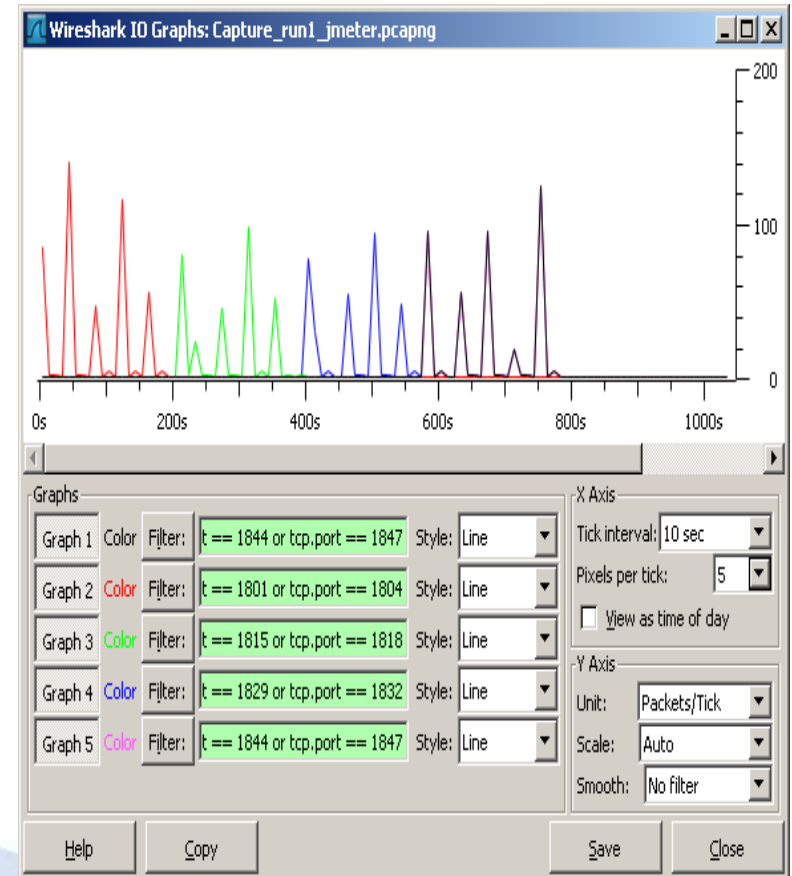 Wireshark IO Graphs: Capture_run1_jmeter.pcapng
200
100
0
0s 200s 400s 600s 800s 1000s
Graphs
Graph 1 Color Filter: t == 1844 or tcp.port == 1847 Style: Line
Graph 2 Color Filter: t == 1801 or tcp.port == 1804 Style: Line
Graph 3 Color Filter: t == 1815 or tcp.port == 1818 Style: Line
Graph 4 Color Filter: t == 1829 or tcp.port == 1832 Style: Line
Graph 5 Color Filter: t == 1844 or tcp.port == 1847 Style: Line
X Axis
Tick interval: 10 sec
Pixels per tick: 5
View as time of day
Y Axis
Unit: Packets/Tick
Scale: Auto
Smooth: No filter
Help Copy Save Close